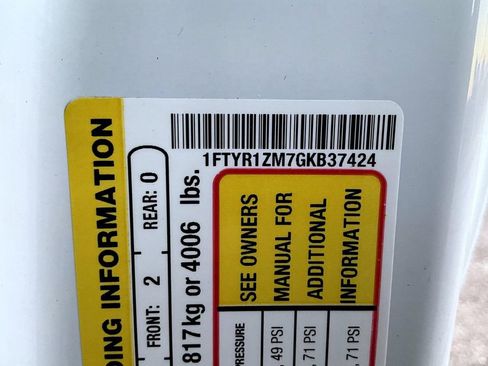 1FTYR1ZM7GKB37424
DING INFORMATION
FRONT: 2 REAR: 0
817kg or 4006 lbs.
SEE OWNERS
MANUAL FOR
ADDITIONAL
INFORMATION
PRESSURE
, 49 PSI
, 71 PSI
, 71 PSI